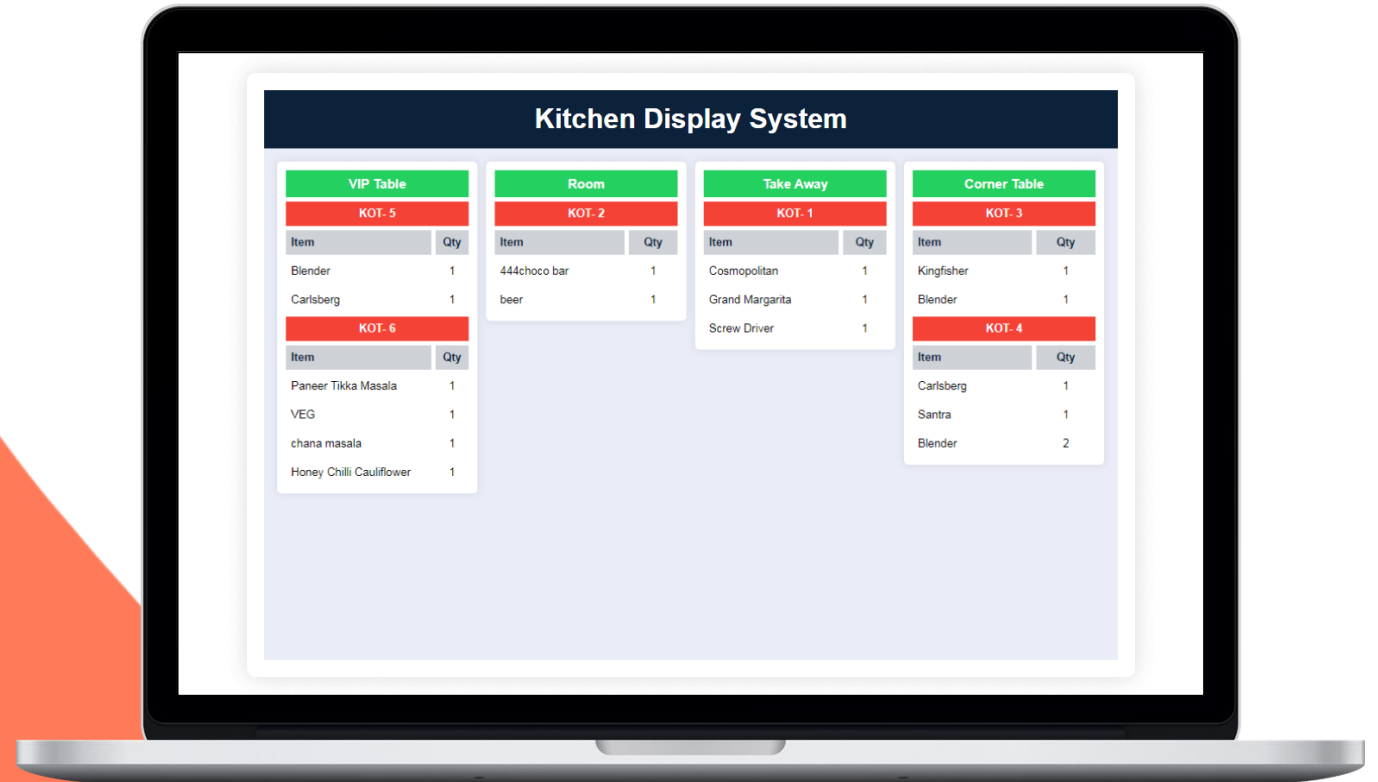 Kitchen Display System
VIP Table
KOT- 5
Item Qty
Blender 1
Carlsberg 1
KOT- 6
Item Qty
Paneer Tikka Masala 1
VEG 1
chana masala 1
Honey Chilli Cauliflower 1
Room
KOT- 2
Item Qty
444choco bar 1
beer 1
Take Away
KOT- 1
Item Qty
Cosmopolitan 1
Grand Margarita 1
Screw Driver 1
Corner Table
KOT- 3
Item Qty
Kingfisher 1
Blender 1
KOT- 4
Item Qty
Carlsberg 1
Santra 1
Blender 2